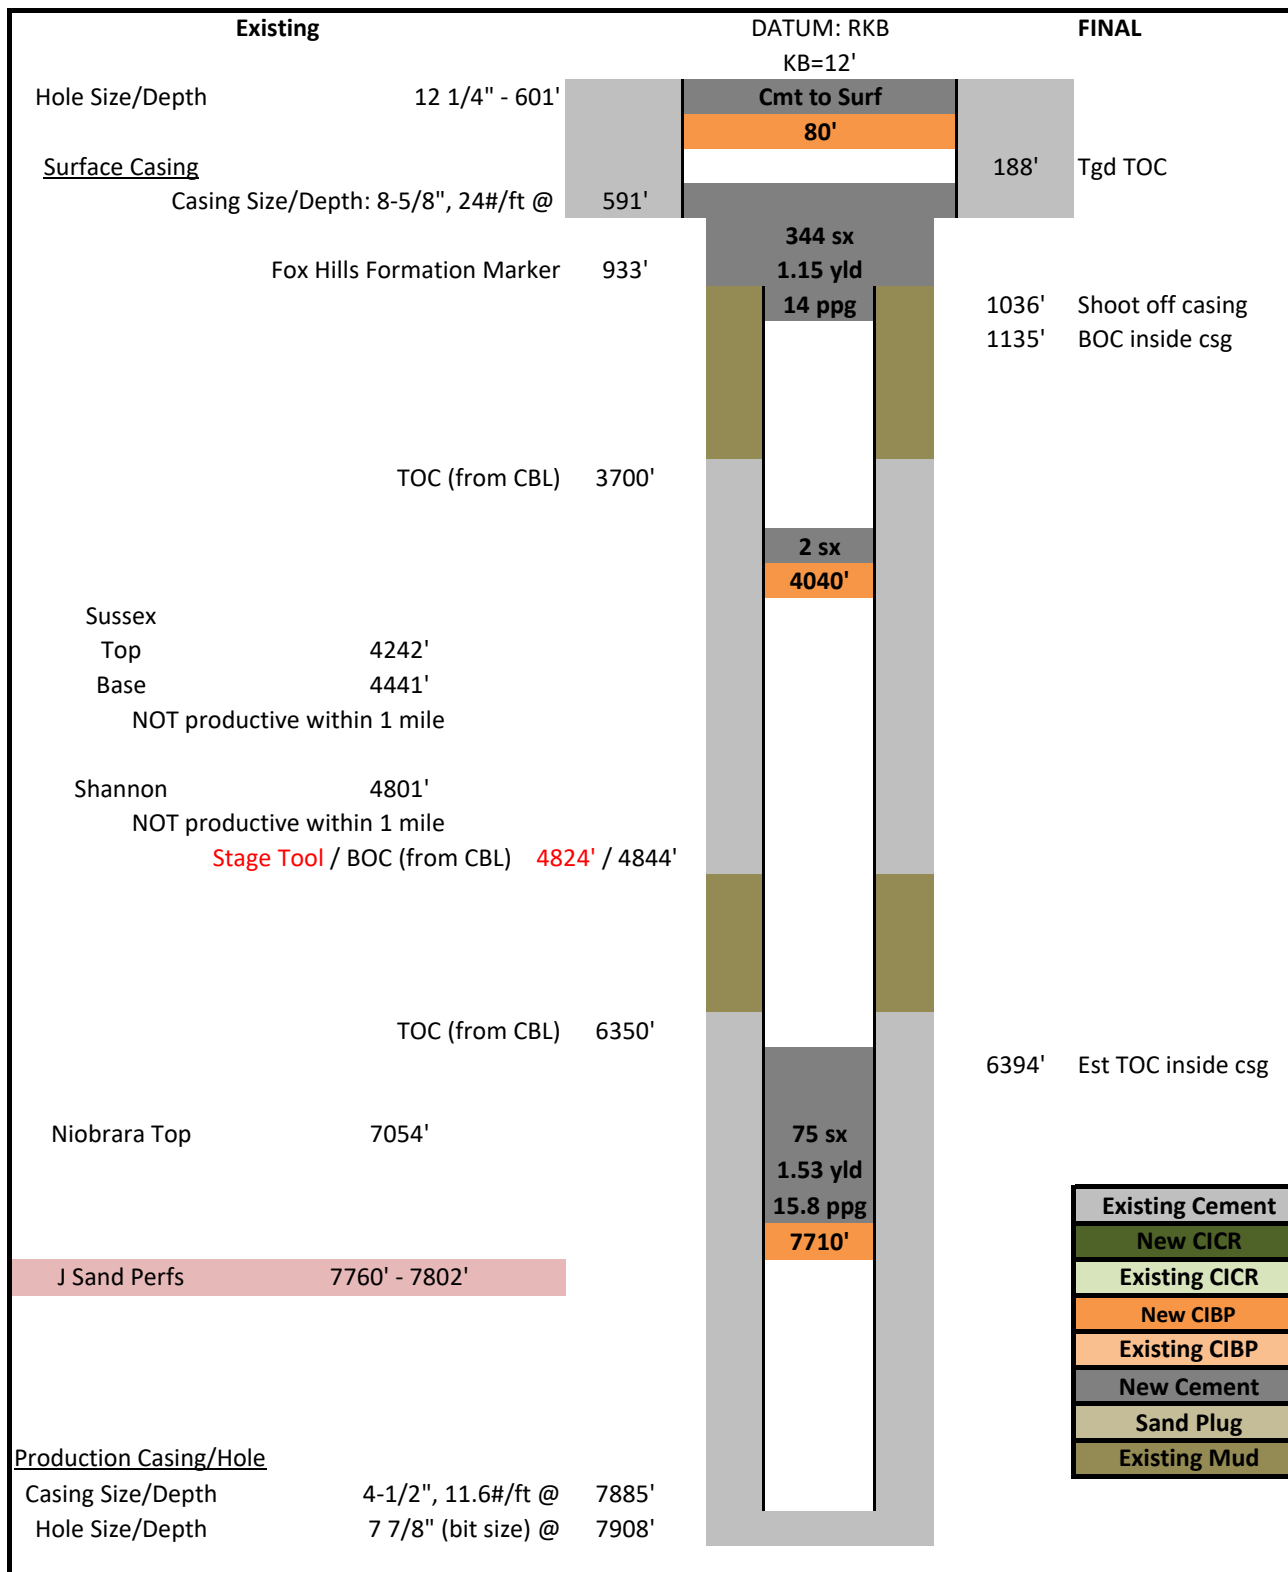 Existing DATUM: RKB FINAL
KB=12'
Hole Size/Depth 12 1/4" - 601' Cmt to Surf
80'
Surface Casing 188' Tgd TOC
Casing Size/Depth: 8-5/8", 24#/ft @ 591'
344 sx
Fox Hills Formation Marker 933' 1.15 yld
14 ppg 1036' Shoot off casing
1135' BOC inside csg
TOC (from CBL) 3700'
2 sx
4040'
Sussex
Top 4242'
Base 4441'
NOT productive within 1 mile
Shannon 4801'
NOT productive within 1 mile
Stage Tool / BOC (from CBL) 4824' / 4844'
TOC (from CBL) 6350'
6394' Est TOC inside csg
Niobrara Top 7054' 75 sx
1.53 yld
15.8 ppg Existing Cement
7710' New CICR
J Sand Perfs 7760' - 7802' Existing CICR
New CIBP
Existing CIBP
New Cement
Sand Plug
Production Casing/Hole Existing Mud
Casing Size/Depth 4-1/2", 11.6#/ft @ 7885'
Hole Size/Depth 7 7/8" (bit size) @ 7908'